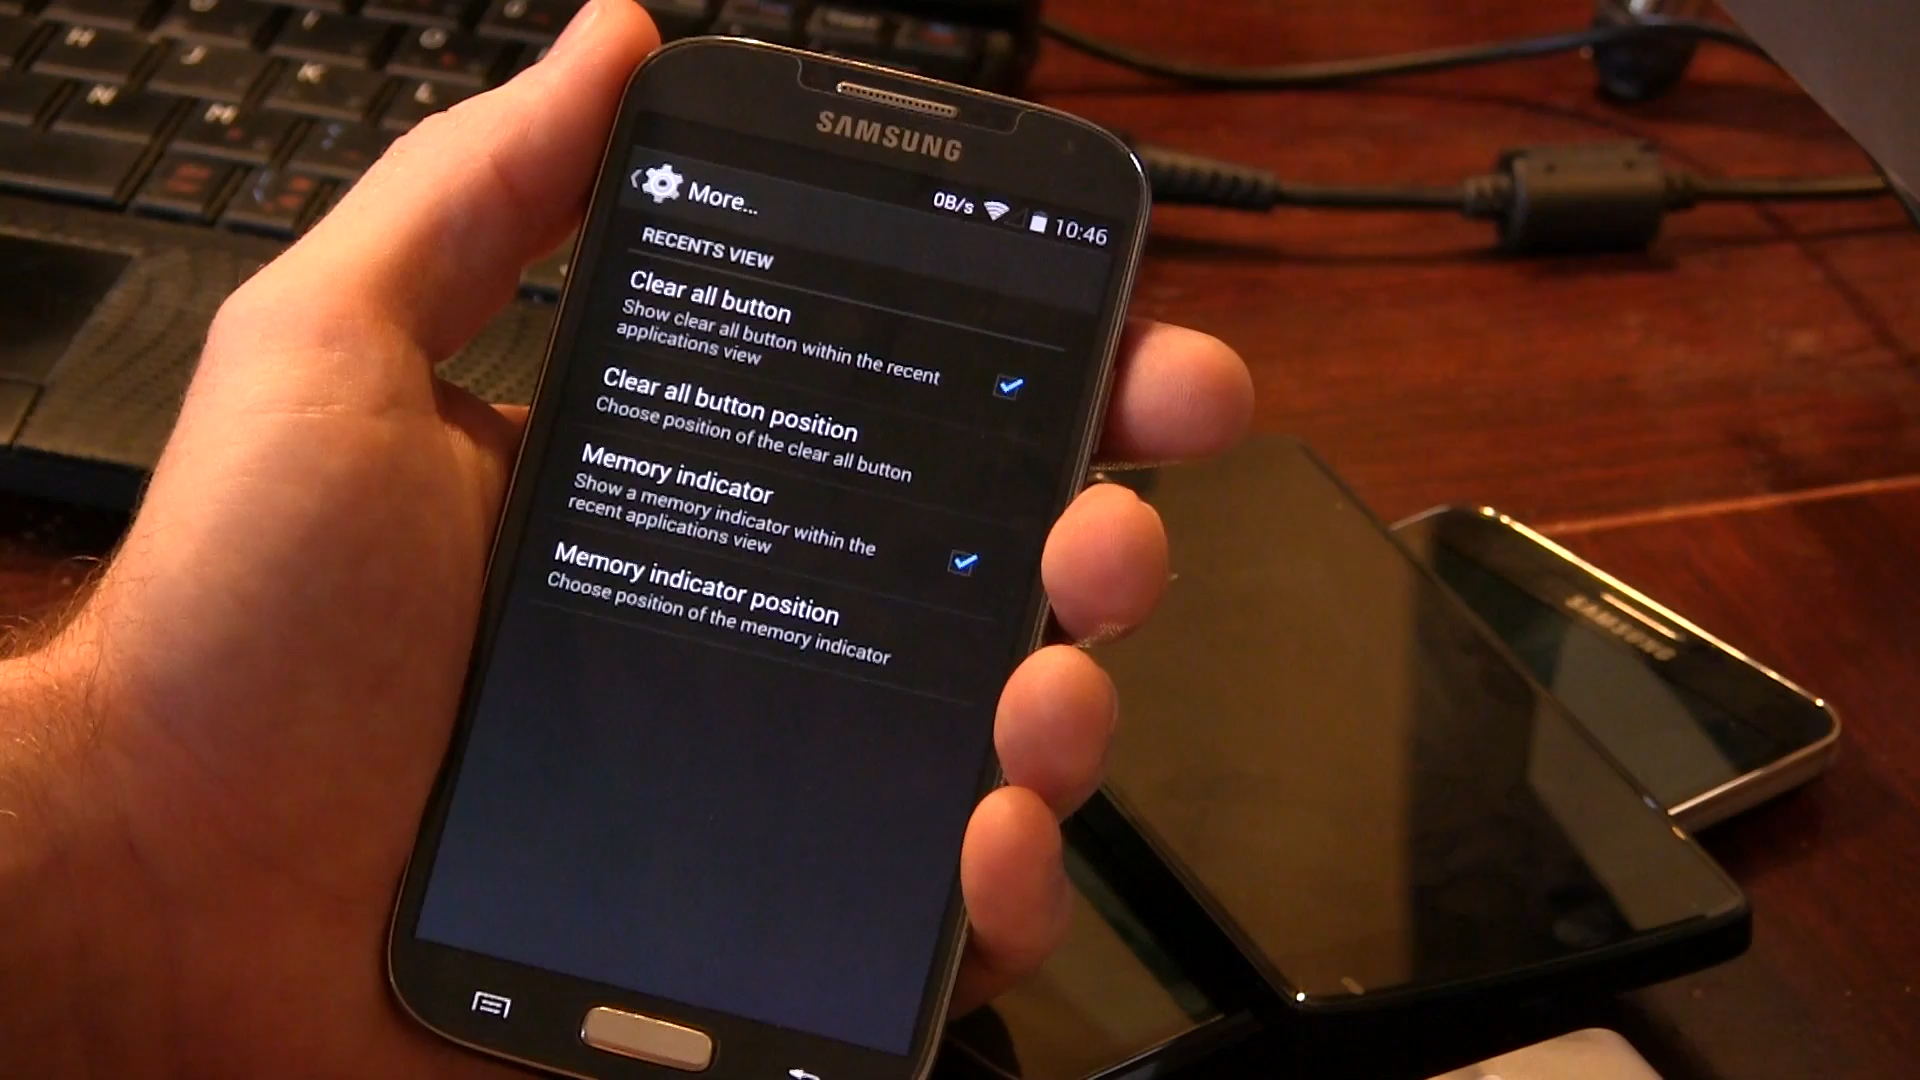 H
J
K
L
N
M
SAMSUNG
More...
0B/s
10:46
RECENTS VIEW
Clear all button
Show clear all button within the recent
applications view
Clear all button position
Choose position of the clear all button
Memory indicator
Show a memory indicator within the
recent applications view
Memory indicator position
Choose position of the memory indicator
SAMSUNG